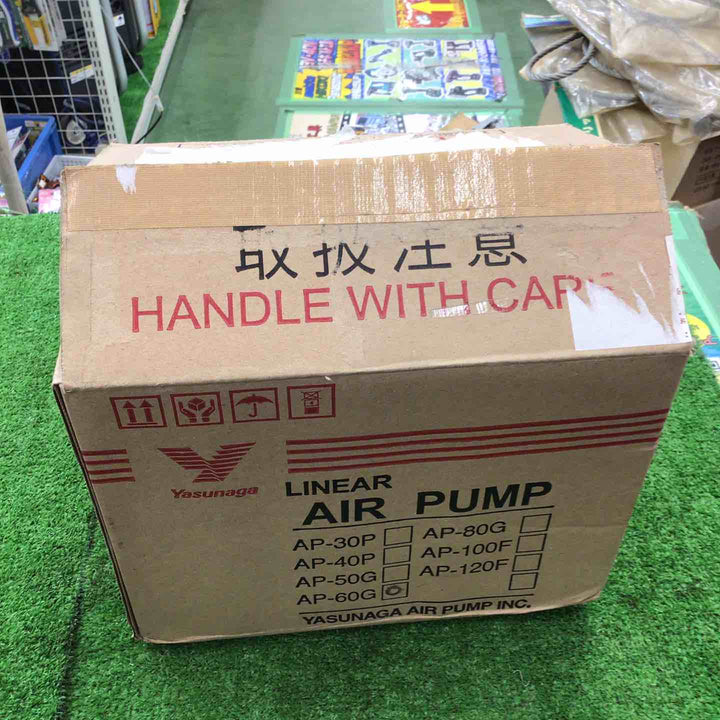 取扱注意
HANDLE WITH CARE
Yasunaga
LINEAR
AIR PUMP
AP-30P
AP-40P
AP-50G
AP-60G
AP-80G
AP-100F
AP-120F
YASUNAGA AIR PUMP INC.